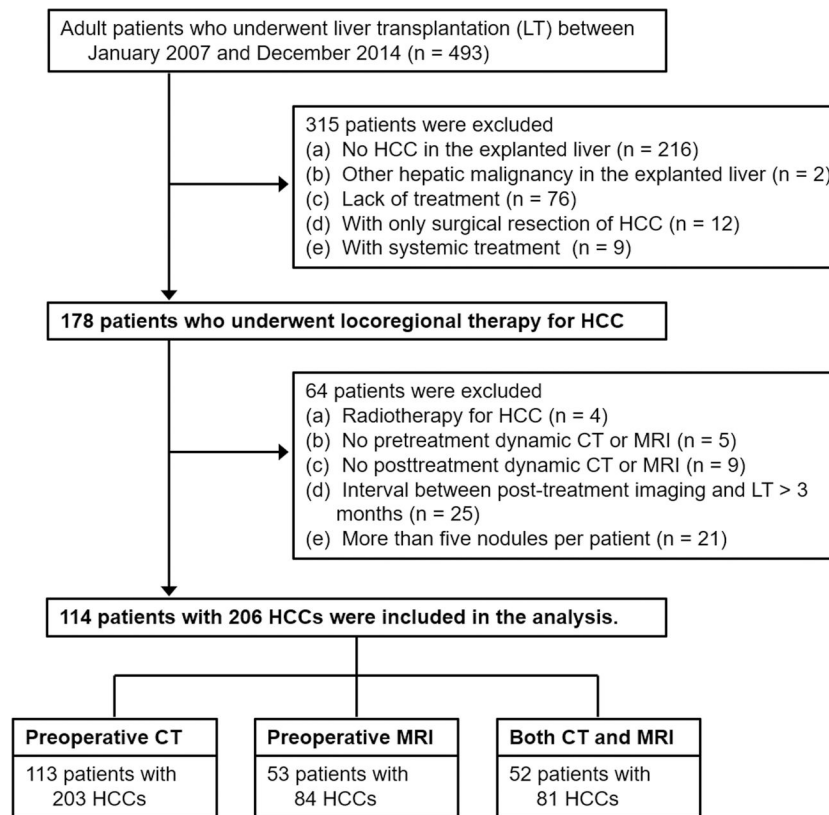 Adult patients who underwent liver transplantation (LT) between
January 2007 and December 2014 (n = 493)
315 patients were excluded
(a) No HCC in the explanted liver (n = 216)
(b) Other hepatic malignancy in the explanted liver (n = 2)
(c) Lack of treatment (n = 76)
(d) With only surgical resection of HCC (n = 12)
(e) With systemic treatment (n = 9)
178 patients who underwent locoregional therapy for HCC
64 patients were excluded
(a) Radiotherapy for HCC (n = 4)
(b) No pretreatment dynamic CT or MRI (n = 5)
(c) No posttreatment dynamic CT or MRI (n = 9)
(d) Interval between post-treatment imaging and LT > 3
months (n = 25)
(e) More than five nodules per patient (n = 21)
114 patients with 206 HCCs were included in the analysis.
Preoperative CT
113 patients with
203 HCCs
Preoperative MRI
53 patients with
84 HCCs
Both CT and MRI
52 patients with
81 HCCs